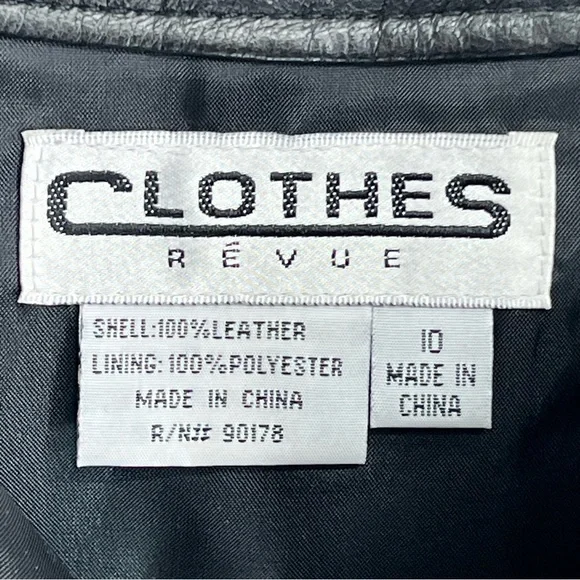 CLOTHES
RÉVUE
SHELL:100%LEATHER
LINING:100%POLYESTER
MADE IN CHINA
R/N# 90178
10
MADE IN
CHINA